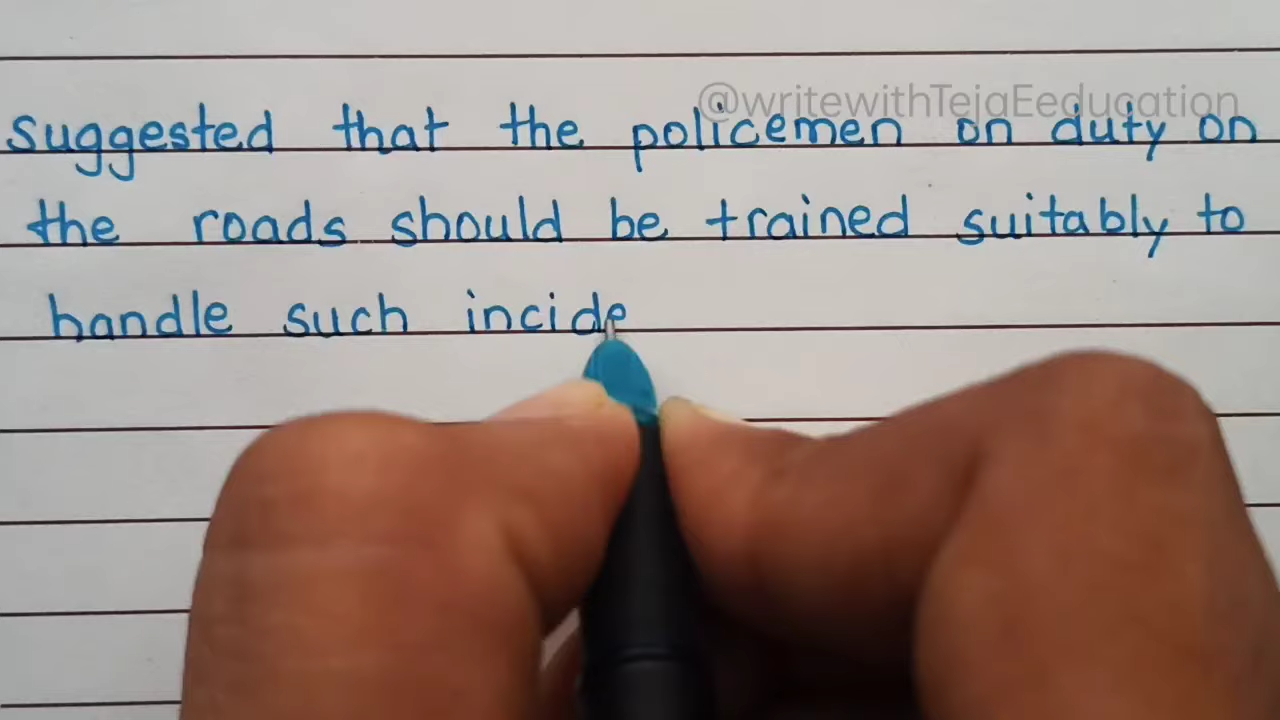 @writewithTejaEeducation
suggested that the policemen on duty on
the roads should be trained suitably to
handle such incide